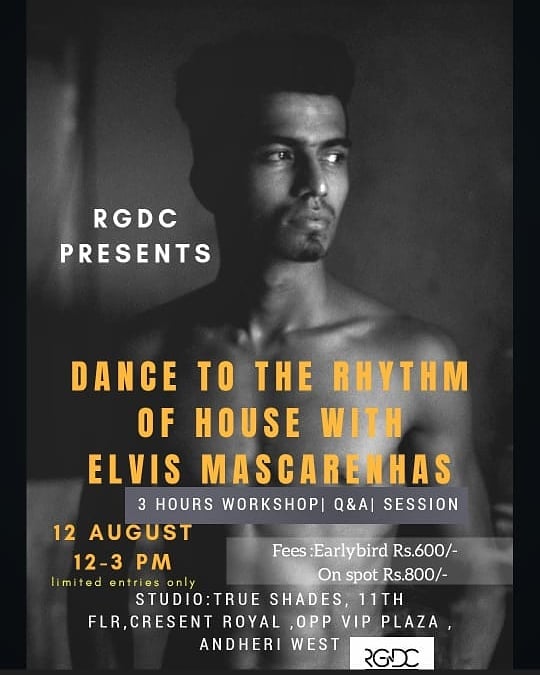 RGDC
PRESENTS
DANCE TO THE RHYTHM
OF HOUSE WITH
ELVIS MASCARENHAS
3 HOURS WORKSHOP| Q&A| SESSION
12 AUGUST
12-3 PM
limited entries only
Fees :Earlybird Rs.600/-
On spot Rs.800/-
STUDIO:TRUE SHADES, 11TH
FLR,CRESENT ROYAL ,OPP VIP PLAZA ,
ANDHERI WEST
RGDC